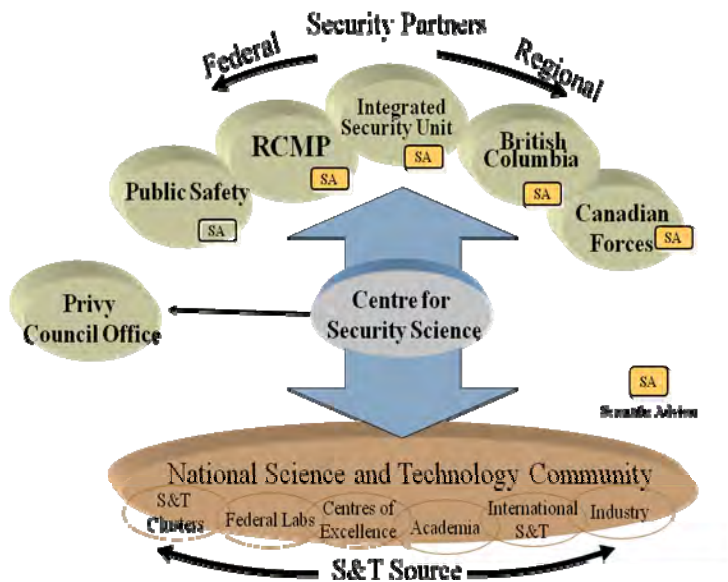 Security Partners
Federal
Regional
Integrated
Security Unit
SA
RCMP
SA
British
Columbia
SA
Public Safety
SA
Canadian
Forces
SA
Privy
Council Office
Centre for
Security Science
SA
Scientific Advisor
National Science and Technology Community
S&T
Clusters
Federal Labs
Centres of
Excellence
Academia
International
S&T
Industry
S&T Source